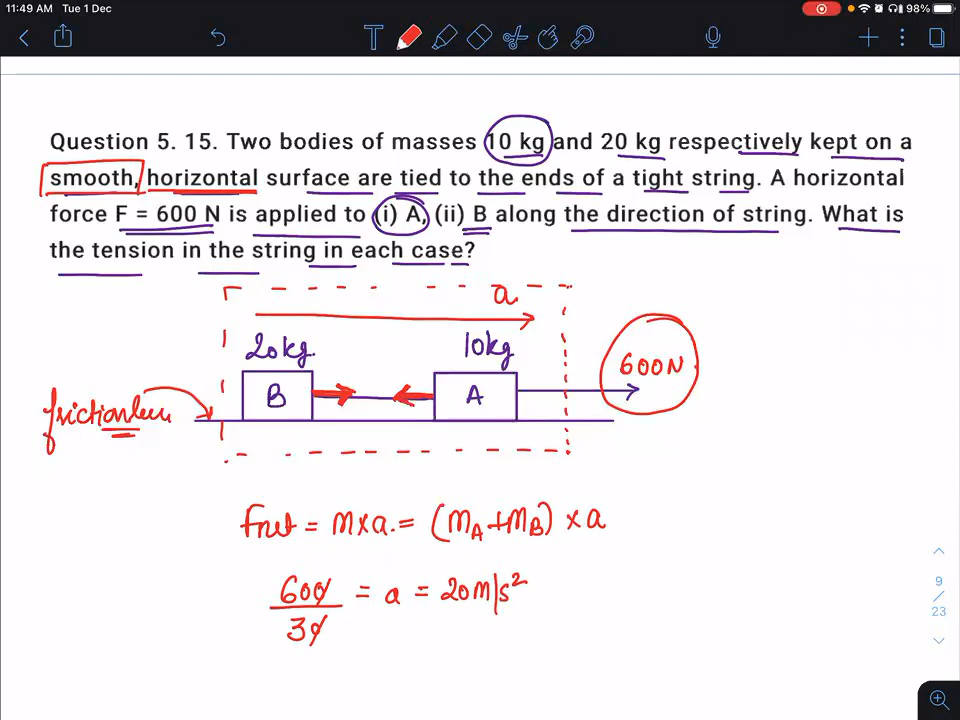 11:49 AM Tue 1 Dec
98%
Question 5. 15. Two bodies of masses 10 kg and 20 kg respectively kept on a
smooth, horizontal surface are tied to the ends of a tight string. A horizontal
force F = 600 N is applied to (i) A, (ii) B along the direction of string. What is
the tension in the string in each case?
a
20kg.
10kg
600N
B
A
frictionless
Fnet = m×a. = (mA+mB) × a
600/30 = a = 20m/s²
9
/
23